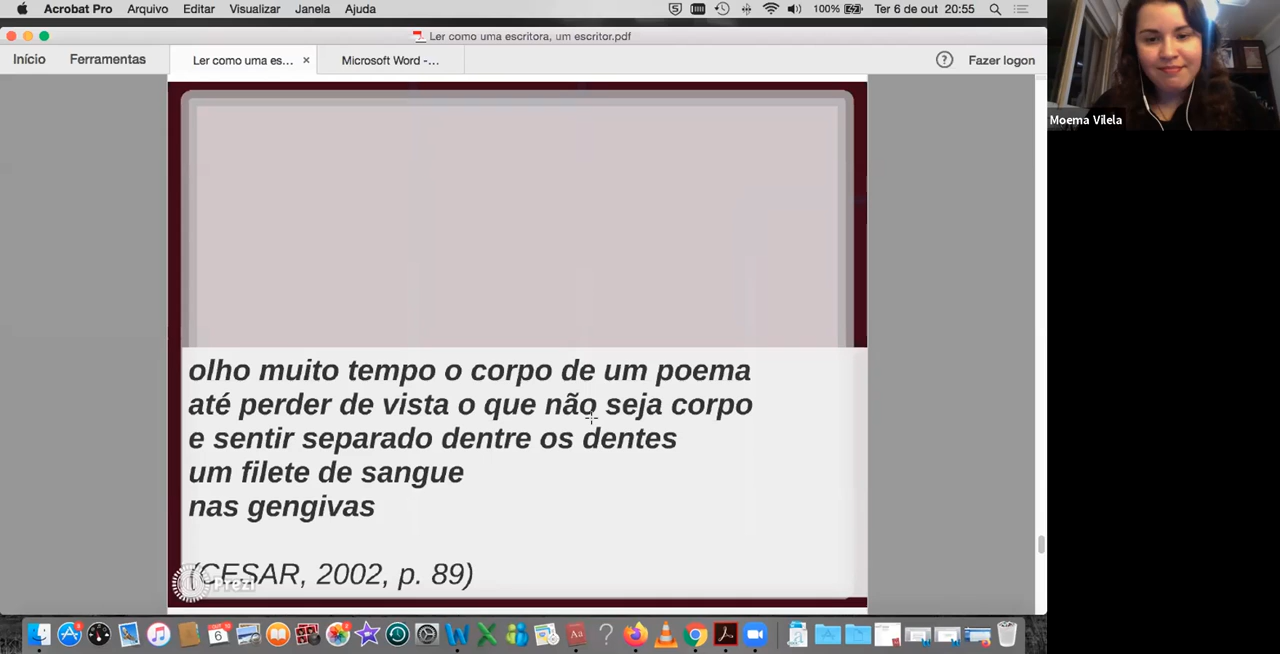 Acrobat Pro Arquivo Editar Visualizar Janela Ajuda 100% Ter 6 de out 20:55
Ler como uma escritora, um escritor.pdf
Início Ferramentas Ler como uma es... × Microsoft Word -... ? Fazer logon
Moema Vilela
olho muito tempo o corpo de um poema
até perder de vista o que não seja corpo
e sentir separado dentre os dentes
um filete de sangue
nas gengivas
(CESAR, 2002, p. 89)
Prezi